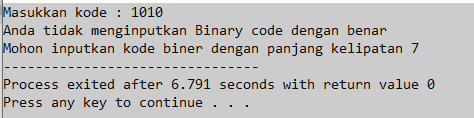 Masukkan kode : 1010
Anda tidak menginputkan Binary code dengan benar
Mohon inputkan kode biner dengan panjang kelipatan 7
--------------------------------
Process exited after 6.791 seconds with return value 0
Press any key to continue . . .